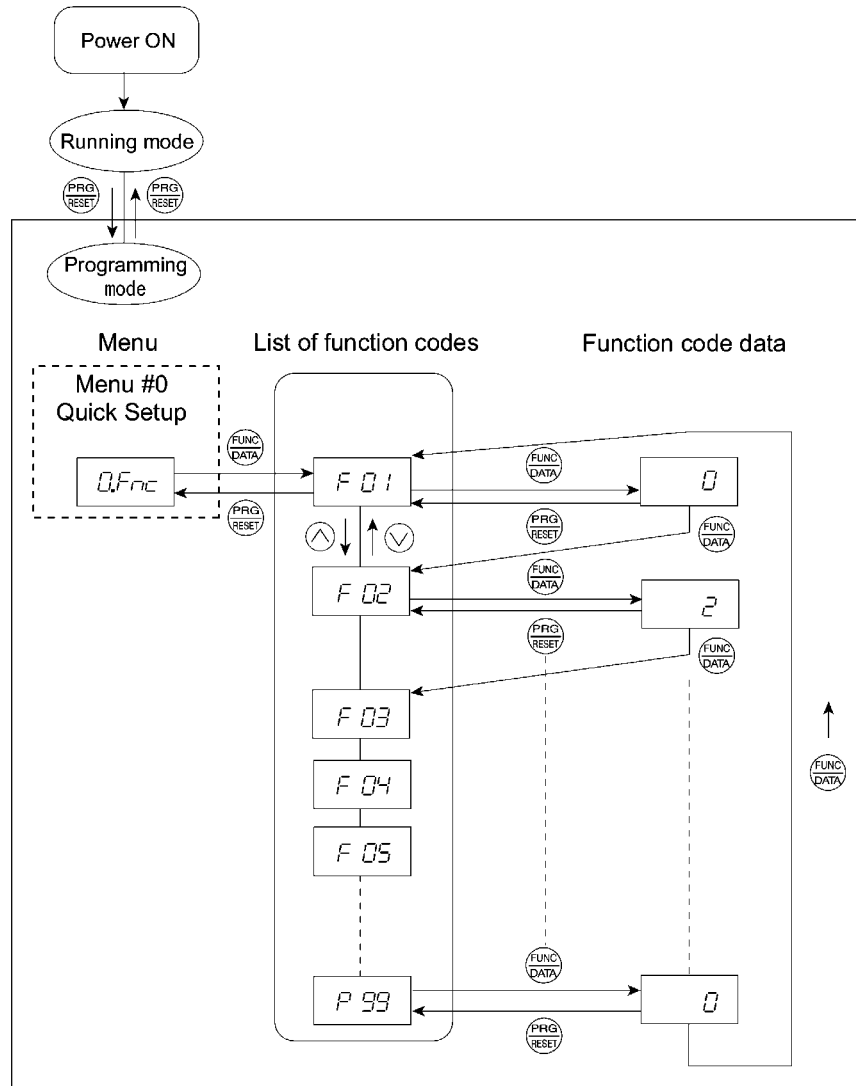 Power ON
Running mode
PRG
RESET
PRG
RESET
Programming
mode
Menu
List of function codes
Function code data
Menu #0
Quick Setup
0.Fnc
FUNC
DATA
PRG
RESET
F 01
FUNC
DATA
PRG
RESET
0
FUNC
DATA
F 02
FUNC
DATA
PRG
RESET
2
FUNC
DATA
F 03
F 04
F 05
FUNC
DATA
FUNC
DATA
P 99
PRG
RESET
0